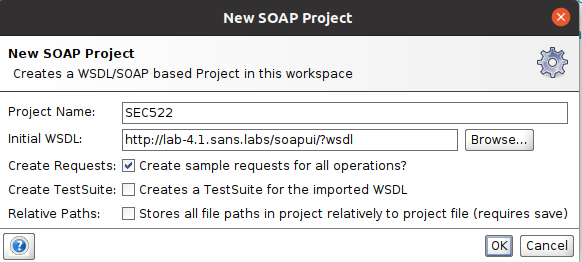 New SOAP Project
New SOAP Project
Creates a WSDL/SOAP based Project in this workspace
Project Name: SEC522
Initial WSDL: http://lab-4.1.sans.labs/soapui/?wsdl Browse...
Create Requests: Create sample requests for all operations?
Create TestSuite: Creates a TestSuite for the imported WSDL
Relative Paths: Stores all file paths in project relatively to project file (requires save)
? OK Cancel